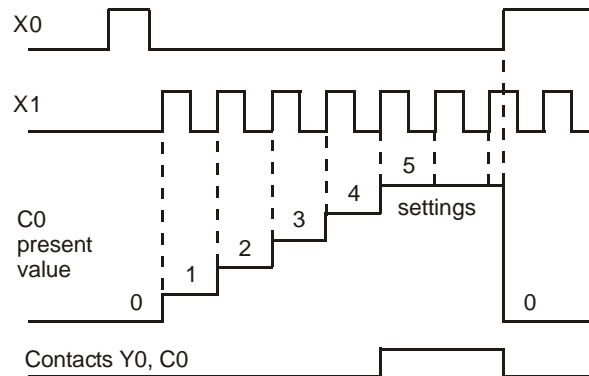 X0
X1
5
settings
4
3
2
1
0
C0
present
value
0
Contacts Y0, C0